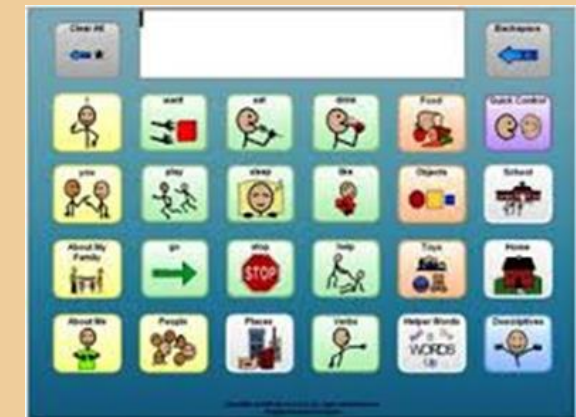 Clear All
Backspace
I
want
eat
drink
Food
Quick Control
you
play
sleep
like
Objects
School
About My
Family
go
stop
STOP
help
Toys
Home
About Me
People
Places
Verbs
Helper Words
WORDS
Descriptives